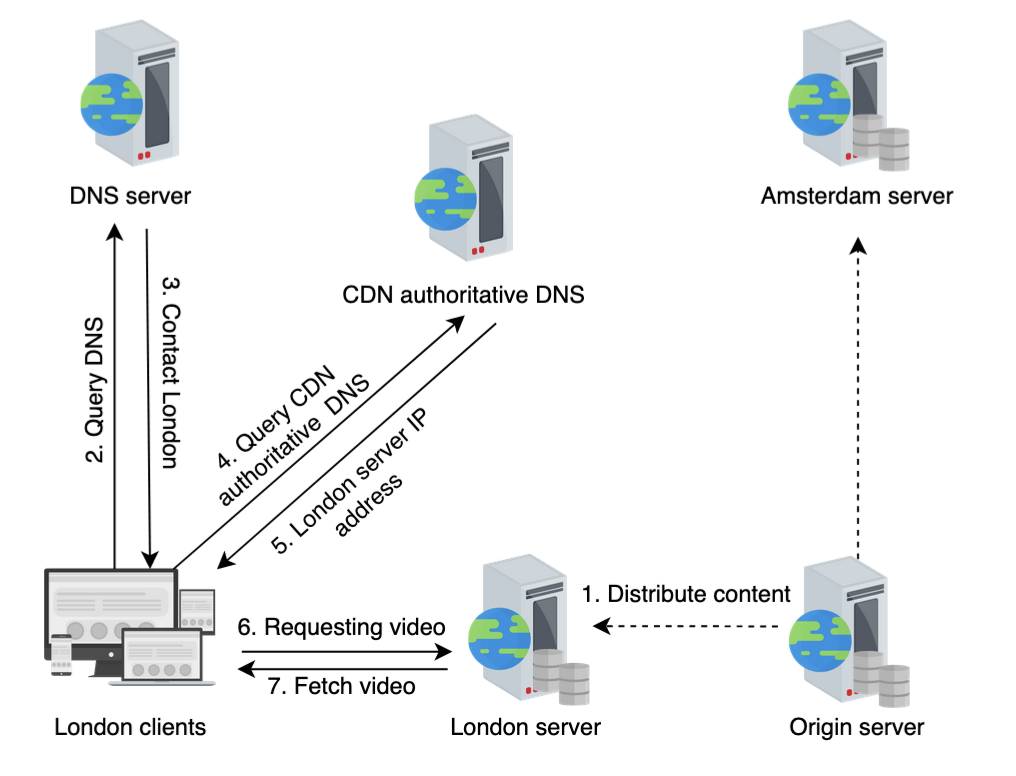 DNS server
Amsterdam server
CDN authoritative DNS
2. Query DNS
3. Contact London
4. Query CDN
authoritative DNS
5. London server IP
address
1. Distribute content
6. Requesting video
7. Fetch video
London clients
London server
Origin server